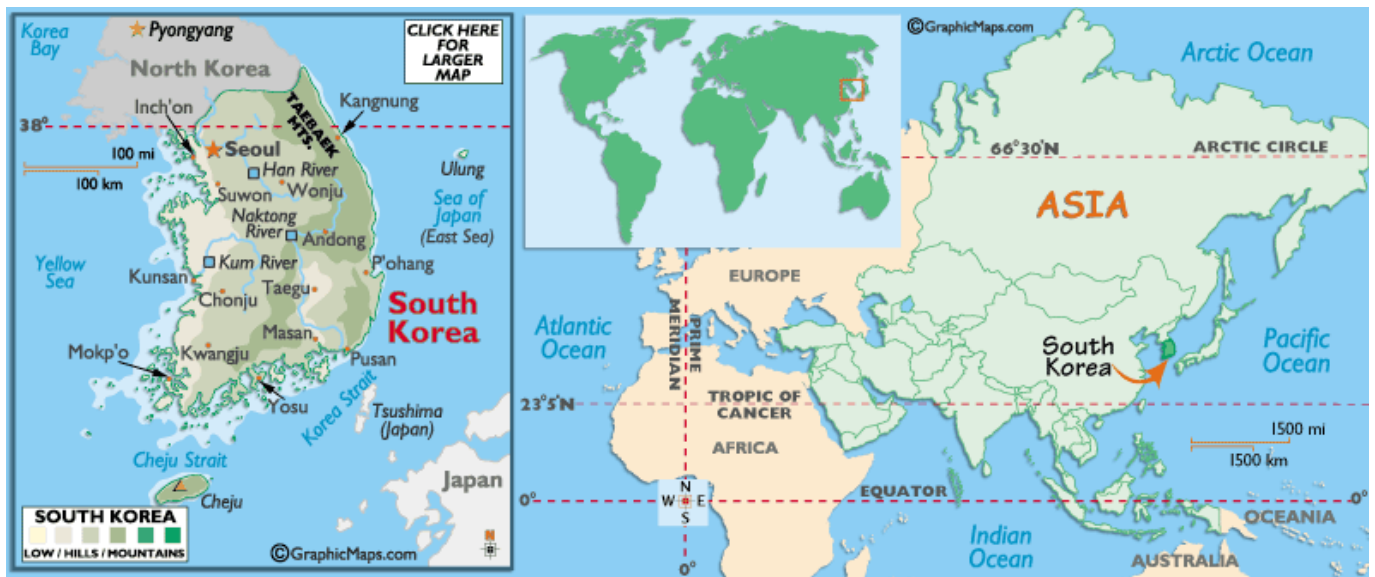 Korea
Bay
Pyongyang
CLICK HERE
FOR
LARGER
MAP
North Korea
Inch'on
TAEBAEK
MTS.
Kangnung
38°
100 mi
100 km
Seoul
Han River
Ulung
Suwon
Wonju
Naktong
River
Sea of
Japan
(East Sea)
Andong
Yellow
Sea
Kum River
P'ohang
Kunsan
Chonju
Taegu
South
Korea
Masan
Mokp'o
Kwangju
Pusan
Yosu
Korea Strait
Tsushima
(Japan)
Cheju Strait
Japan
Cheju
SOUTH KOREA
LOW / HILLS / MOUNTAINS
©GraphicMaps.com
N
©GraphicMaps.com
Arctic Ocean
66°30'N
ARCTIC CIRCLE
ASIA
EUROPE
PRIME
MERIDIAN
Atlantic
Ocean
South
Korea
Pacific
Ocean
23°5'N
TROPIC OF
CANCER
AFRICA
1500 mi
1500 km
N
W E
S
0°
EQUATOR
0°
OCEANIA
Indian
Ocean
AUSTRALIA
0°